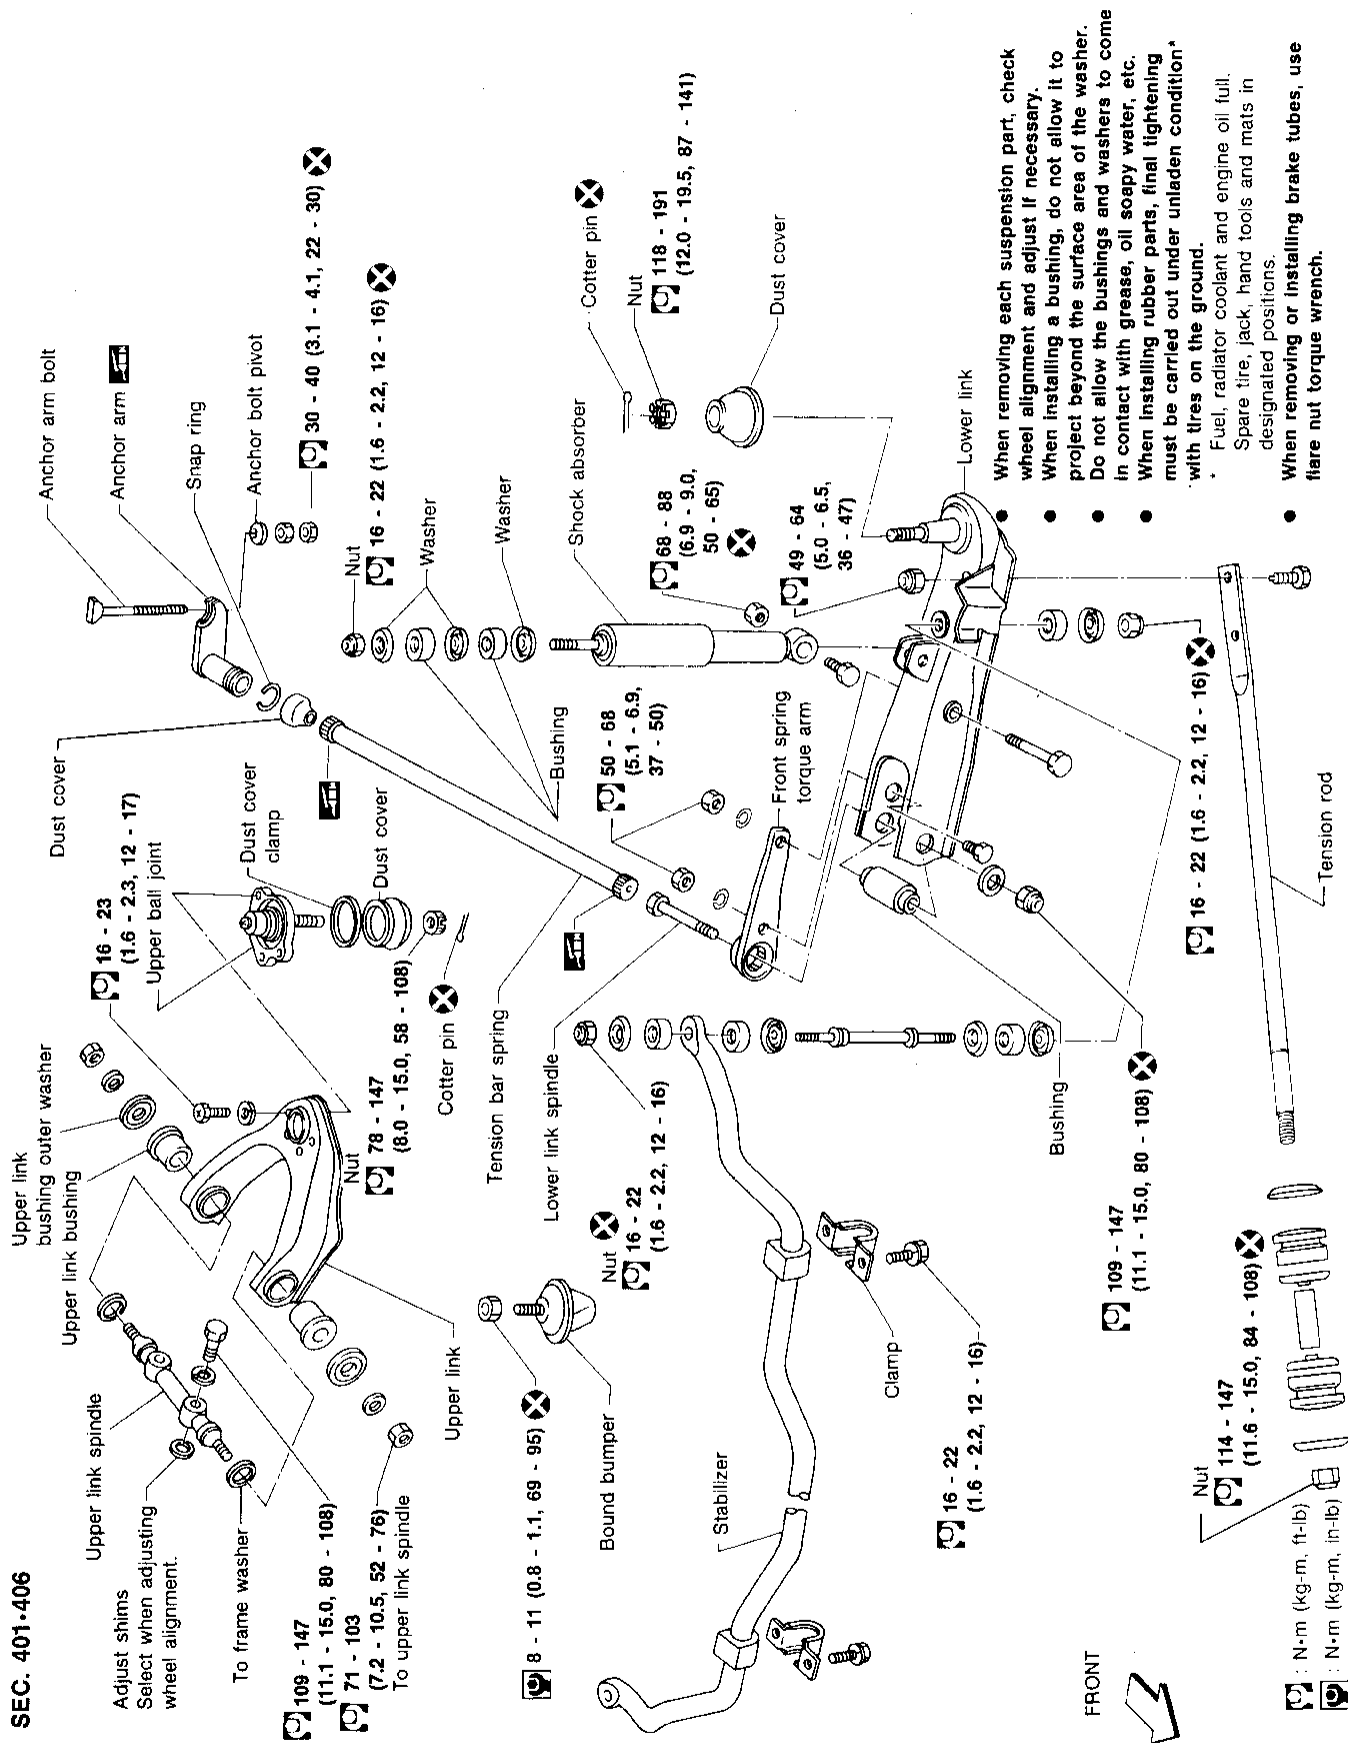 SEC. 401•406
Adjust shims
Select when adjusting
wheel alignment.
Upper link spindle
To frame washer
109 - 147
(11.1 - 15.0, 80 - 108)
71 - 103
(7.2 - 10.5, 52 - 76)
To upper link spindle
Upper link
bushing outer washer
Upper link bushing
Upper link
16 - 23
(1.6 - 2.3, 12 - 17)
Upper ball joint
Dust cover
Dust cover
clamp
Dust cover
Nut
78 - 147
(8.0 - 15.0, 58 - 108)
Cotter pin
Anchor arm bolt
Anchor arm
Snap ring
Anchor bolt pivot
30 - 40 (3.1 - 4.1, 22 - 30)
Nut
16 - 22 (1.6 - 2.2, 12 - 16)
Washer
Washer
Bushing
Shock absorber
Cotter pin
Nut
118 - 191
(12.0 - 19.5, 87 - 141)
Dust cover
68 - 88
(6.9 - 9.0,
50 - 65)
49 - 64
(5.0 - 6.5,
36 - 47)
Lower link
Tension bar spring
50 - 68
(5.1 - 6.9,
37 - 50)
Front spring
torque arm
Lower link spindle
8 - 11 (0.8 - 1.1, 69 - 95)
Bound bumper
Nut
16 - 22
(1.6 - 2.2, 12 - 16)
Stabilizer
Clamp
16 - 22
(1.6 - 2.2, 12 - 16)
Bushing
109 - 147
(11.1 - 15.0, 80 - 108)
16 - 22 (1.6 - 2.2, 12 - 16)
Tension rod
Nut
114 - 147
(11.6 - 15.0, 84 - 108)
FRONT
: N•m (kg-m, ft-lb)
: N•m (kg-m, in-lb)
● When removing each suspension part, check
wheel alignment and adjust if necessary.
● When installing a bushing, do not allow it to
project beyond the surface area of the washer.
● Do not allow the bushings and washers to come
in contact with grease, oil soapy water, etc.
● When installing rubber parts, final tightening
must be carried out under unladen condition*
with tires on the ground.
* Fuel, radiator coolant and engine oil full.
Spare tire, jack, hand tools and mats in
designated positions.
● When removing or installing brake tubes, use
flare nut torque wrench.